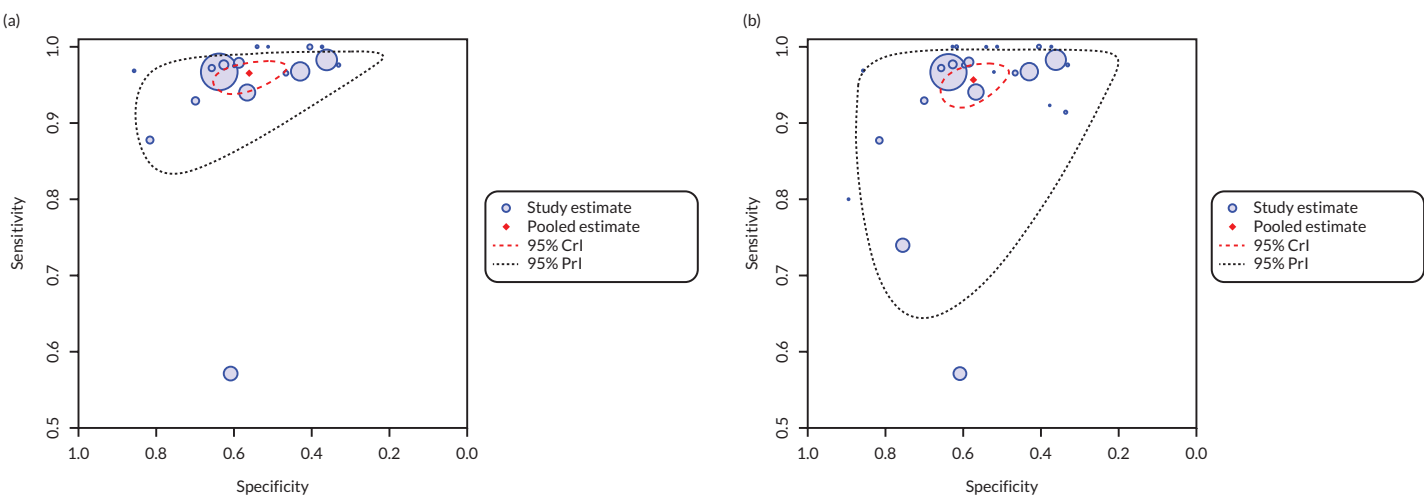 (a)
1.0
0.9
0.8
0.7
0.6
0.5
Sensitivity
1.0 0.8 0.6 0.4 0.2 0.0
Specificity
Study estimate
Pooled estimate
95% CrI
95% PrI
(b)
1.0
0.9
0.8
0.7
0.6
0.5
Sensitivity
1.0 0.8 0.6 0.4 0.2 0.0
Specificity
Study estimate
Pooled estimate
95% CrI
95% PrI